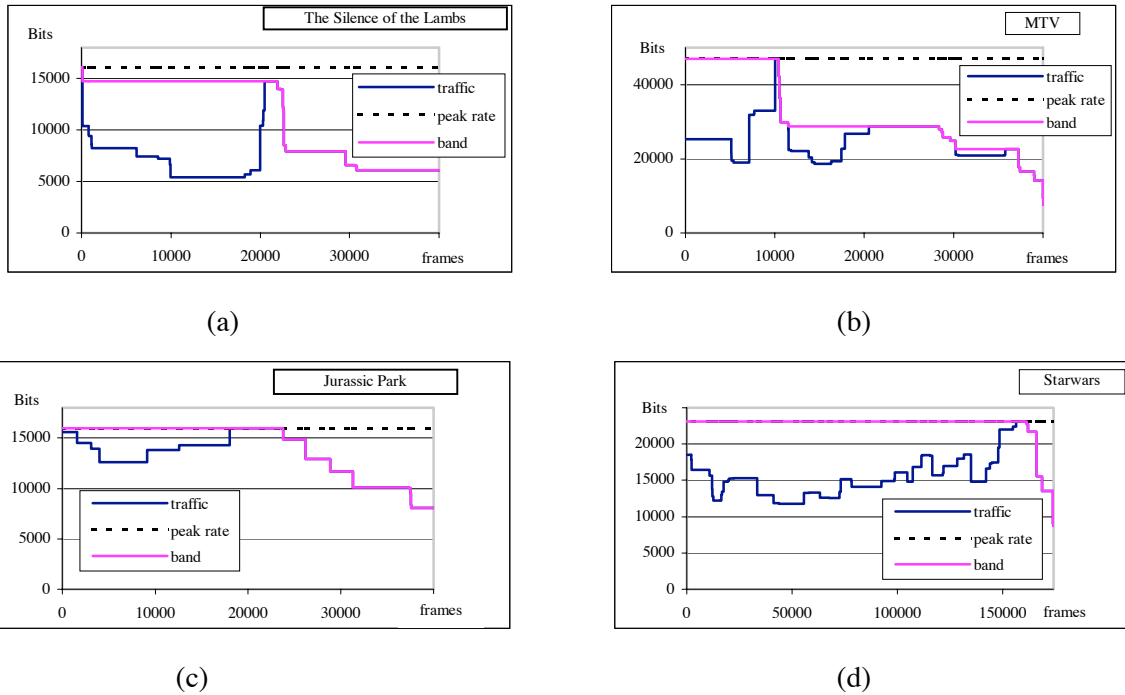 The Silence of the Lambs
Bits
15000
10000
5000
0
0 10000 20000 30000 frames
traffic
peak rate
band
(a)
MTV
Bits
40000
20000
0
0 10000 20000 30000 frames
traffic
peak rate
band
(b)
Jurassic Park
Bits
15000
10000
5000
0
0 10000 20000 30000 frames
traffic
peak rate
band
(c)
Starwars
Bits
20000
15000
10000
5000
0
0 50000 100000 150000 frames
traffic
peak rate
band
(d)